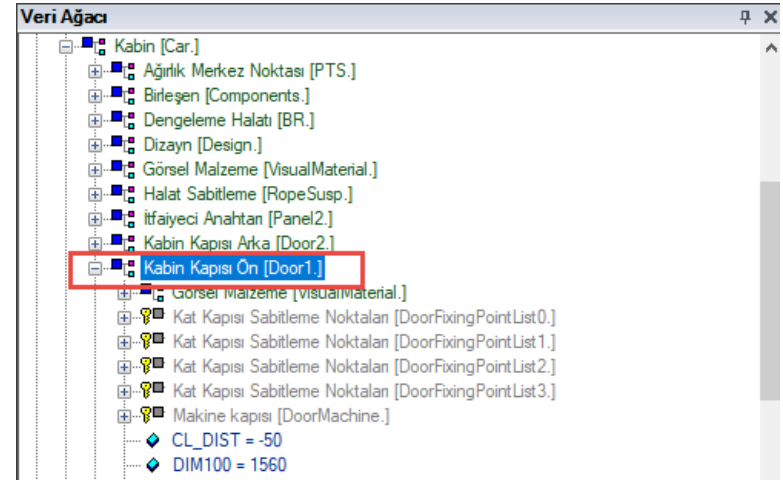 Veri Ağacı
Kabin [Car.]
Ağırlık Merkez Noktası [PTS.]
Birleşen [Components.]
Dengeleme Halatı [BR.]
Dizayn [Design.]
Görsel Malzeme [VisualMaterial.]
Halat Sabitleme [RopeSusp.]
İtfaiyeci Anahtarı [Panel2.]
Kabin Kapısı Arka [Door2.]
Kabin Kapısı Ön [Door1.]
Görsel Malzeme [VisualMaterial.]
Kat Kapısı Sabitleme Noktaları [DoorFixingPointList0.]
Kat Kapısı Sabitleme Noktaları [DoorFixingPointList1.]
Kat Kapısı Sabitleme Noktaları [DoorFixingPointList2.]
Kat Kapısı Sabitleme Noktaları [DoorFixingPointList3.]
Makine kapısı [DoorMachine.]
CL_DIST = -50
DIM100 = 1560